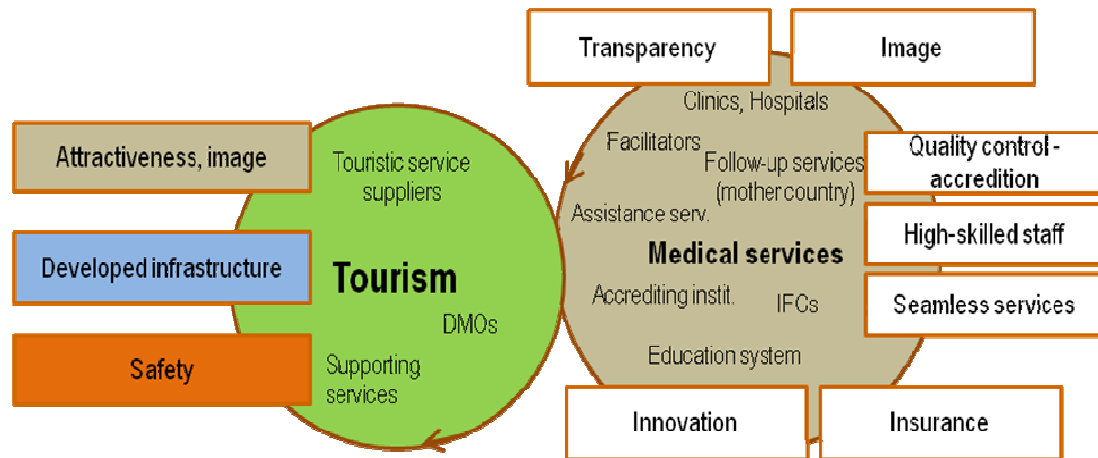 Transparency
Image
Clinics, Hospitals
Facilitators
Follow-up services
(mother country)
Assistance serv.
Medical services
Accrediting instit.
IFCs
Education system
Quality control -
accredition
High-skilled staff
Seamless services
Innovation
Insurance
Attractiveness, image
Developed infrastructure
Safety
Touristic service
suppliers
Tourism
DMOs
Supporting
services